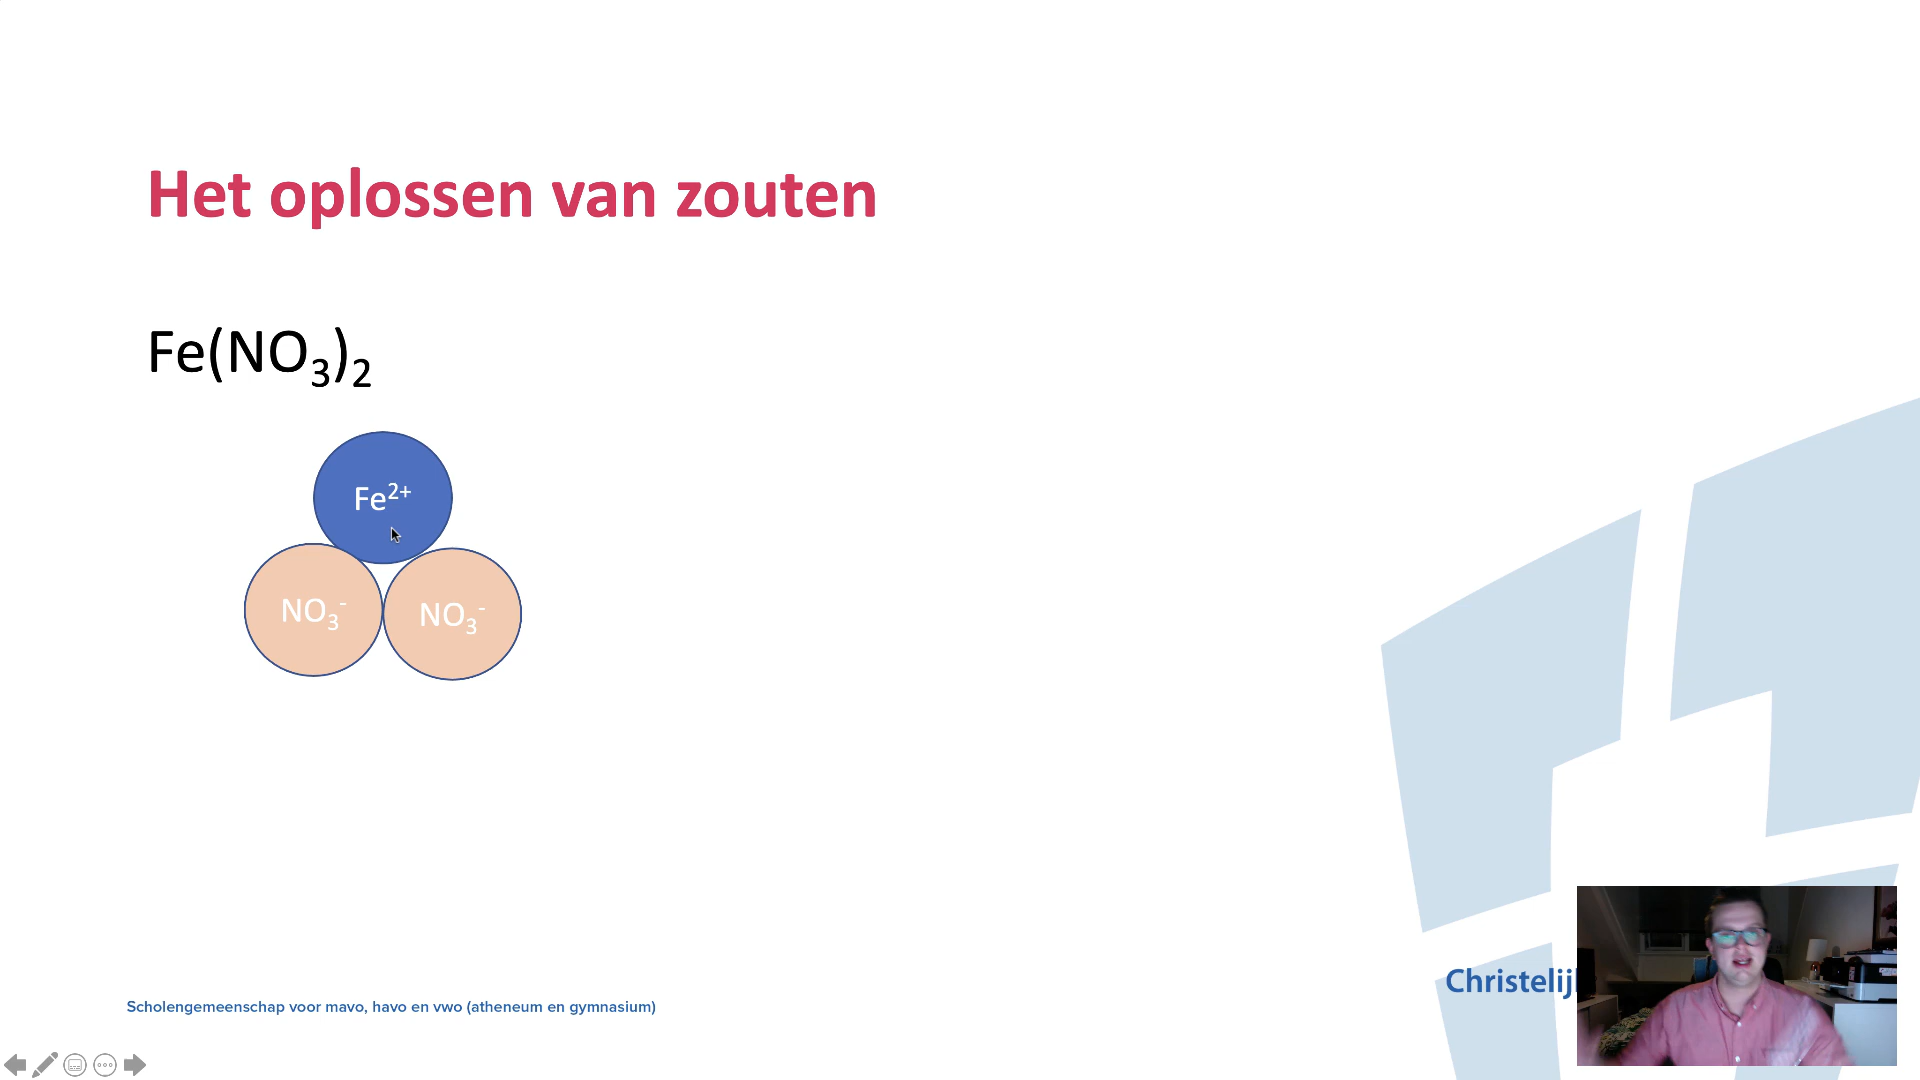 Het oplossen van zouten
Fe(NO₃)₂
Fe²⁺
NO₃⁻
NO₃⁻
Scholengemeenschap voor mavo, havo en vwo (atheneum en gymnasium)